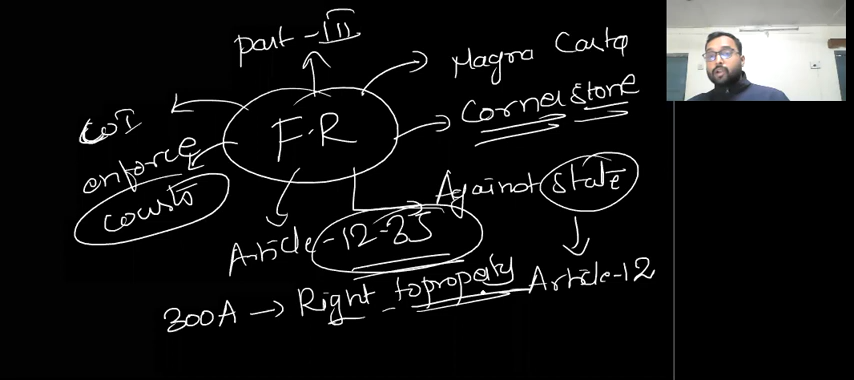 Part - III
Magna Carta
Corner Stone
COI
F.R
enforce
courts
Against State
Article - 12-35
Article-12
300A → Right to property